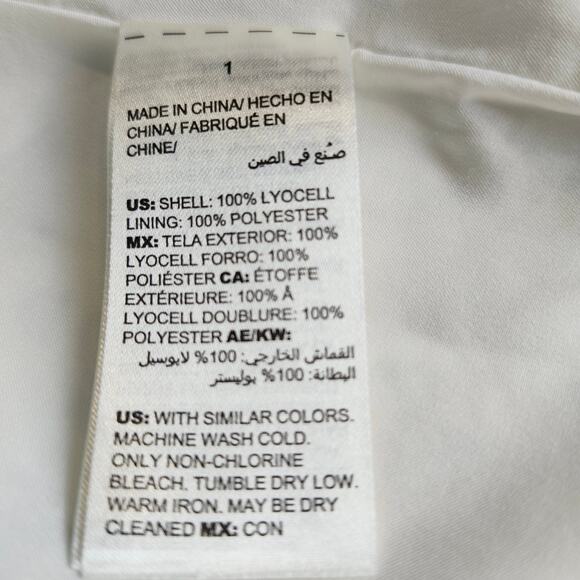 1
MADE IN CHINA/ HECHO EN
CHINA/ FABRIQUÉ EN
CHINE/
صُنع في الصين
US: SHELL: 100% LYOCELL
LINING: 100% POLYESTER
MX: TELA EXTERIOR: 100%
LYOCELL FORRO: 100%
POLIÉSTER CA: ÉTOFFE
EXTÉRIEURE: 100% Å
LYOCELL DOUBLURE: 100%
POLYESTER AE/KW:
القماش الخارجي: 100% لايوسيل
البطانة: 100% بوليستر
US: WITH SIMILAR COLORS.
MACHINE WASH COLD.
ONLY NON-CHLORINE
BLEACH. TUMBLE DRY LOW.
WARM IRON. MAY BE DRY
CLEANED MX: CON